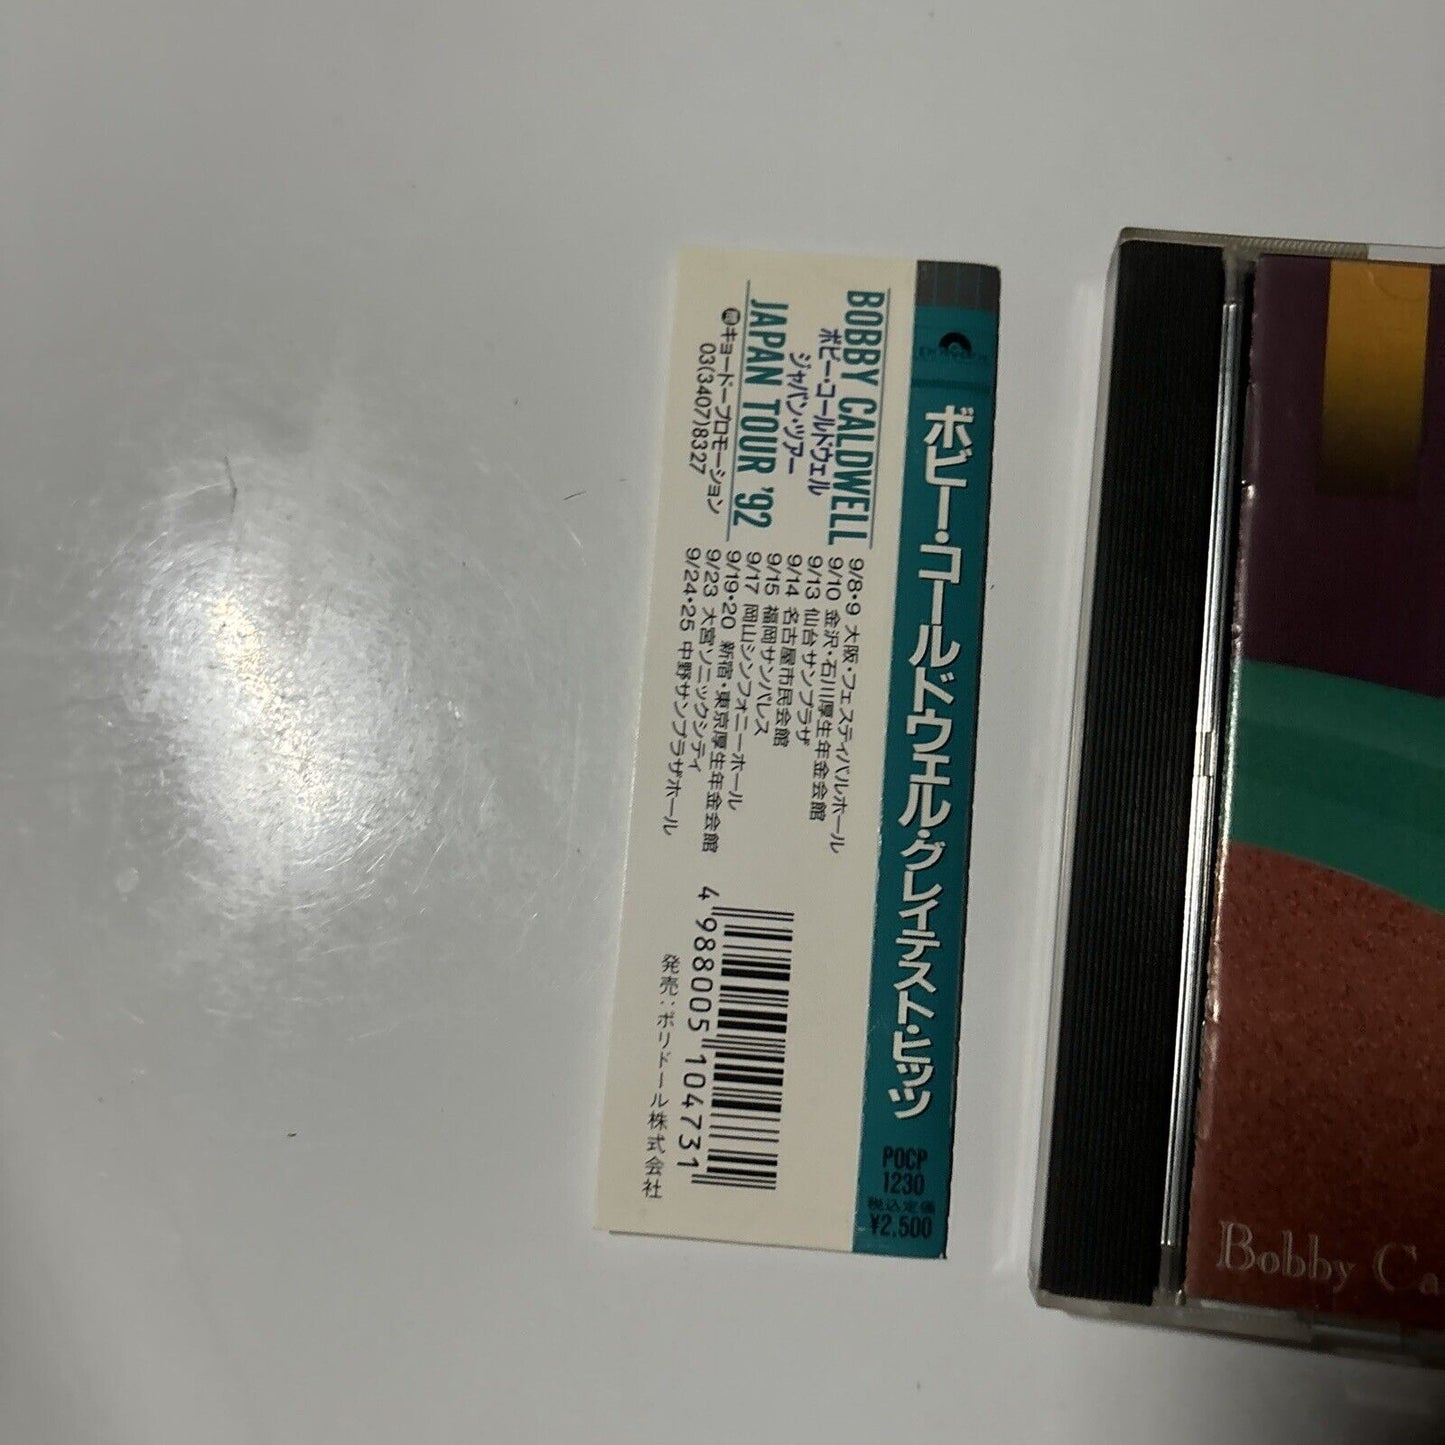 BOBBY CALDWELL
ボビー・コールドウェル
ジャパン・ツアー
JAPAN TOUR '92
キョードープロモーション
03(3407)8327
9/8・9 大阪・フェスティバルホール
9/10 金沢・石川厚生年金会館
9/13 仙台サンプラザ
9/14 名古屋市民会館
9/15 福岡サンパレス
9/17 岡山シンフォニーホール
9/19・20 新宿・東京厚生年金会館
9/23 大宮ソニックシティ
9/24・25 中野サンプラザホール
4 988005 104731
発売：ポリドール株式会社
ボビー・コールドウェル・グレイテスト・ヒッツ
POCP
1230
税込定価
¥2,500
Bobby Ca